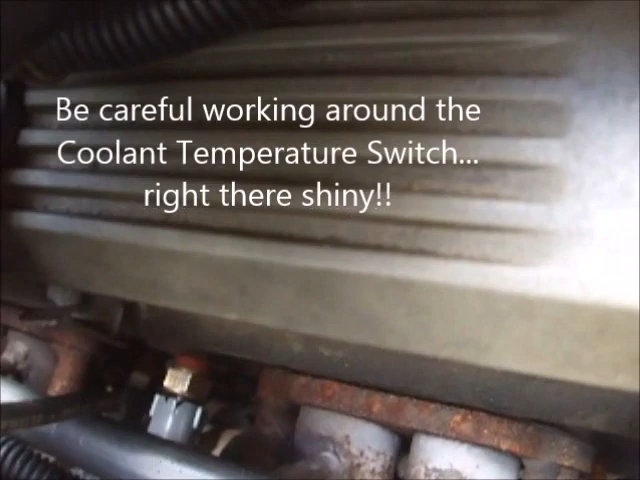 Be careful working around the
Coolant Temperature Switch...
right there shiny!!